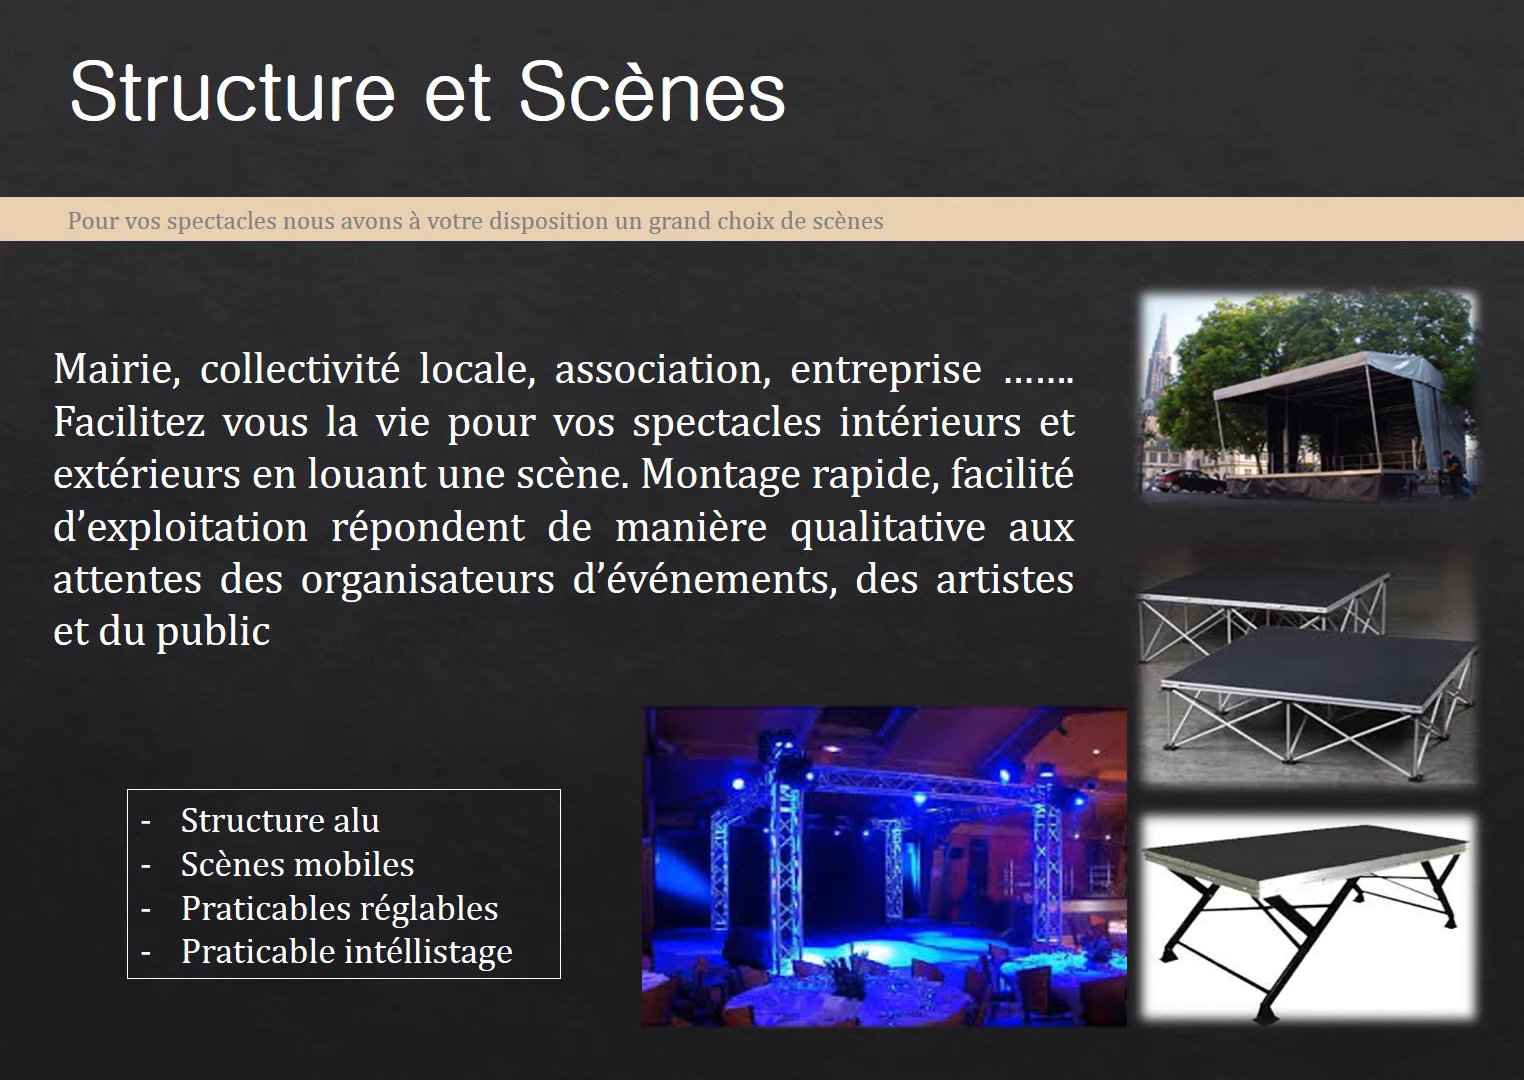 Structure et Scènes
Pour vos spectacles nous avons à votre disposition un grand choix de scènes
Mairie, collectivité locale, association, entreprise …….
Facilitez vous la vie pour vos spectacles intérieurs et
extérieurs en louant une scène. Montage rapide, facilité
d’exploitation répondent de manière qualitative aux
attentes des organisateurs d’événements, des artistes
et du public
- Structure alu
- Scènes mobiles
- Praticables réglables
- Praticable intéllistage